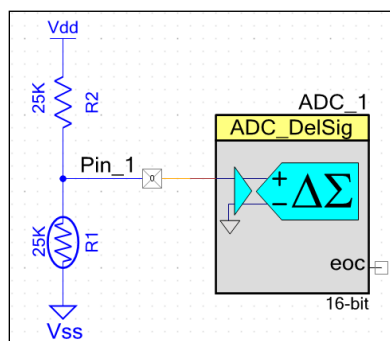 Vdd
25K
R2
ADC_1
ADC_DelSig
Pin_1
+
ΔΣ
−
25K
R1
eoc
Vss
16-bit